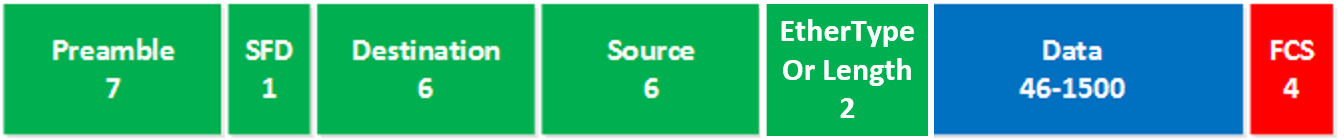 Preamble
7
SFD
1
Destination
6
Source
6
EtherType
Or Length
2
Data
46-1500
FCS
4